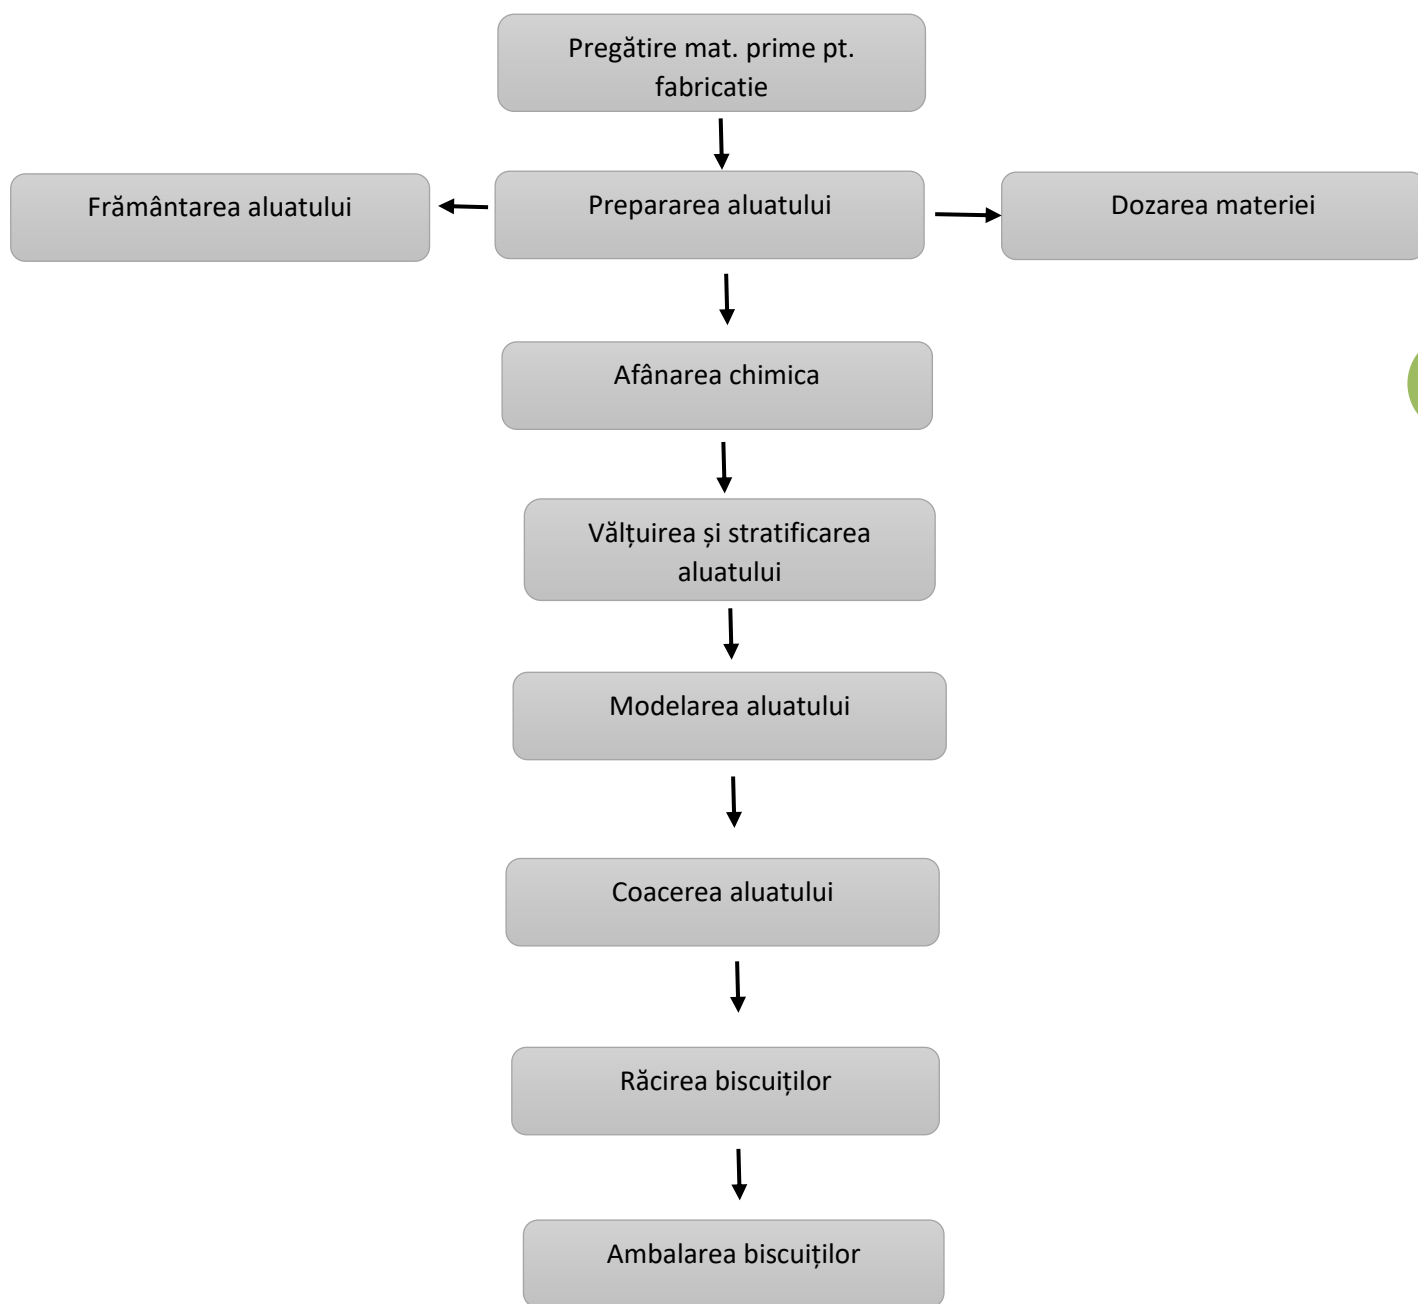 Pregătire mat. prime pt.
fabricatie
Frământarea aluatului
Prepararea aluatului
Dozarea materiei
Afânarea chimica
Vălțuirea și stratificarea
aluatului
Modelarea aluatului
Coacerea aluatului
Răcirea biscuiților
Ambalarea biscuiților